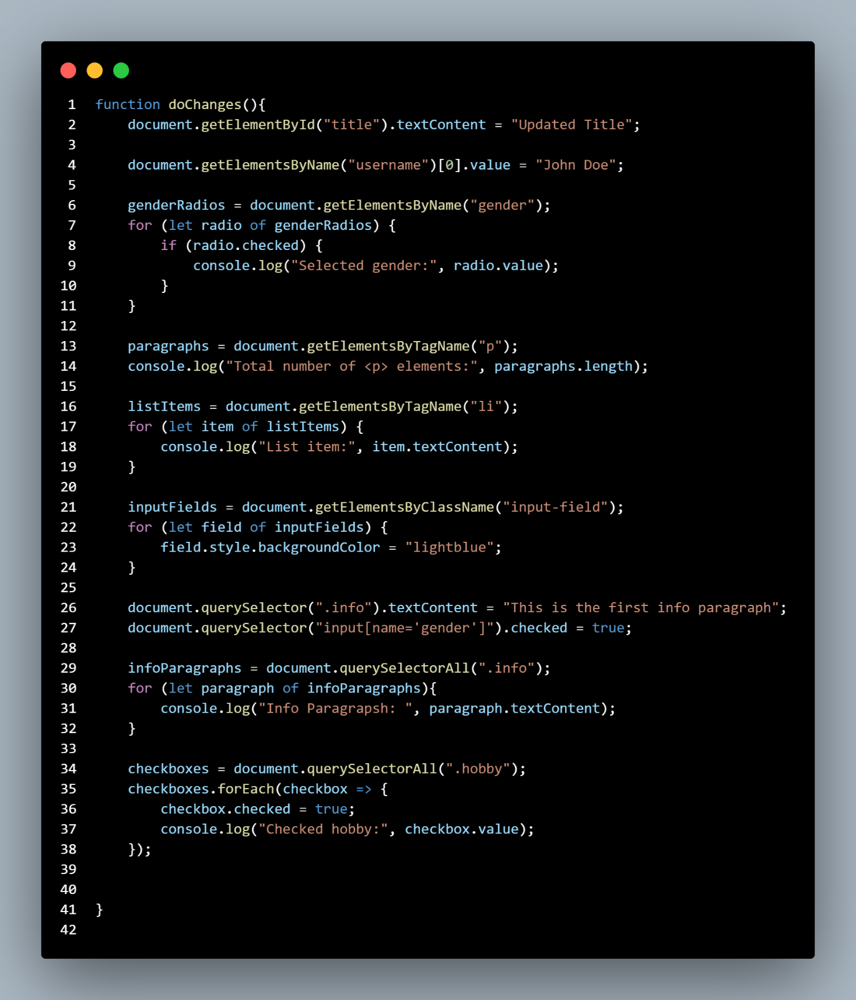 1 function doChanges(){
2     document.getElementById("title").textContent = "Updated Title";
3
4     document.getElementsByName("username")[0].value = "John Doe";
5
6     genderRadios = document.getElementsByName("gender");
7     for (let radio of genderRadios) {
8         if (radio.checked) {
9             console.log("Selected gender:", radio.value);
10         }
11     }
12
13     paragraphs = document.getElementsByTagName("p");
14     console.log("Total number of <p> elements:", paragraphs.length);
15
16     listItems = document.getElementsByTagName("li");
17     for (let item of listItems) {
18         console.log("List item:", item.textContent);
19     }
20
21     inputFields = document.getElementsByClassName("input-field");
22     for (let field of inputFields) {
23         field.style.backgroundColor = "lightblue";
24     }
25
26     document.querySelector(".info").textContent = "This is the first info paragraph";
27     document.querySelector("input[name='gender']").checked = true;
28
29     infoParagraphs = document.querySelectorAll(".info");
30     for (let paragraph of infoParagraphs){
31         console.log("Info Paragrapsh: ", paragraph.textContent);
32     }
33
34     checkboxes = document.querySelectorAll(".hobby");
35     checkboxes.forEach(checkbox => {
36         checkbox.checked = true;
37         console.log("Checked hobby:", checkbox.value);
38     });
39
40
41 }
42